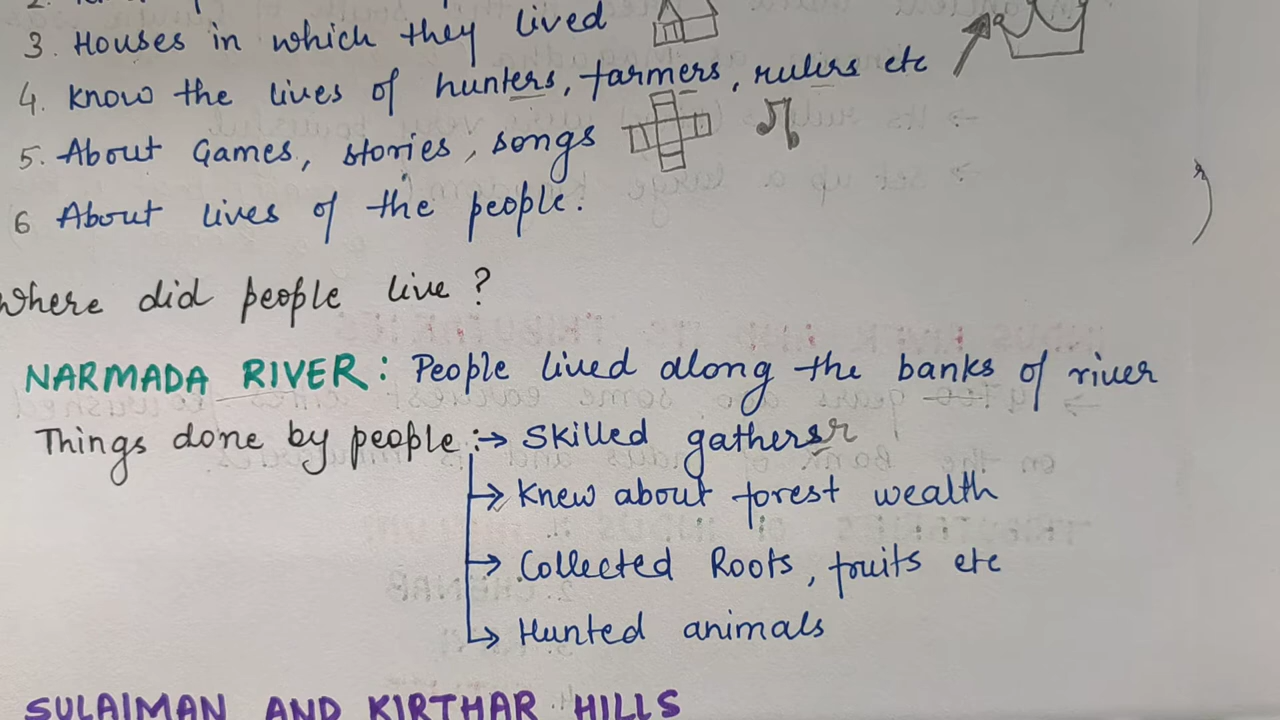 3. Houses in which they lived
4. Know the lives of hunters, farmers, rulers etc
5. About Games, stories, songs
6 About lives of the people.
Where did people live?
NARMADA RIVER: People lived along the banks of river
Things done by people :→ Skilled gathersr
→ Knew about forest wealth
→ Collected Roots, fruits etc
→ Hunted animals
SULAIMAN AND KIRTHAR HILLS